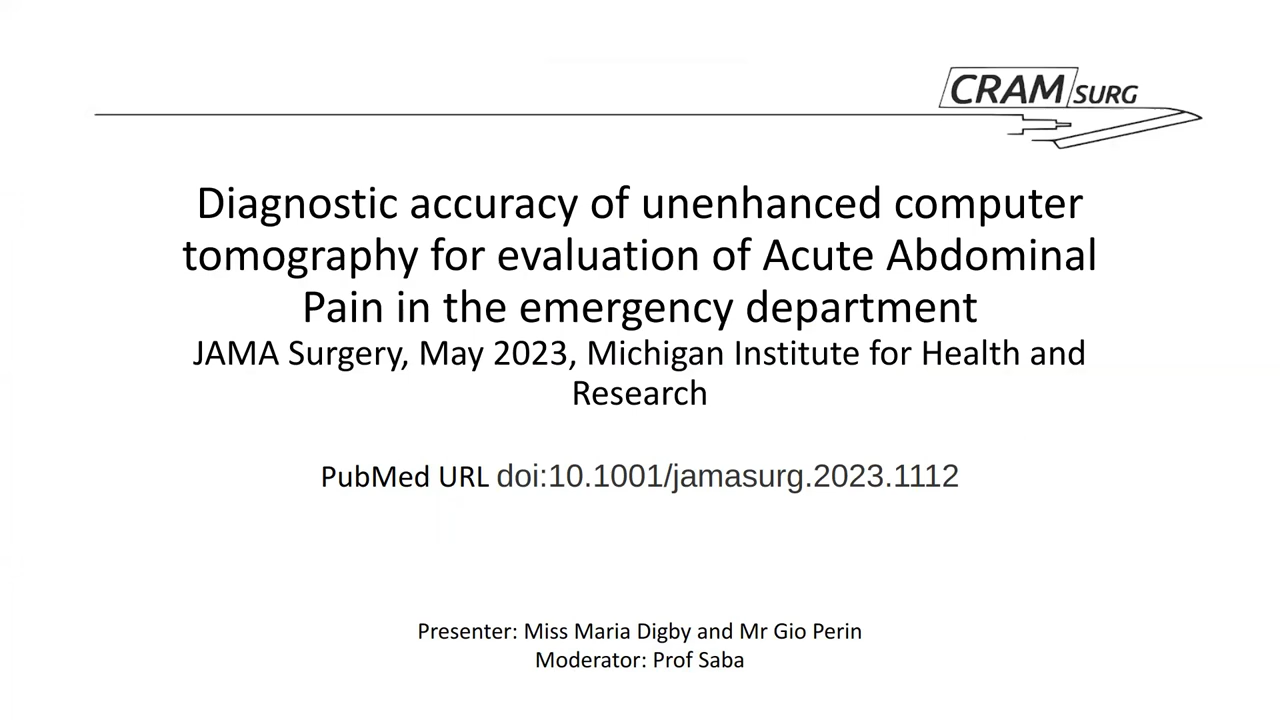 CRAM SURG
Diagnostic accuracy of unenhanced computer
tomography for evaluation of Acute Abdominal
Pain in the emergency department
JAMA Surgery, May 2023, Michigan Institute for Health and
Research
PubMed URL doi:10.1001/jamasurg.2023.1112
Presenter: Miss Maria Digby and Mr Gio Perin
Moderator: Prof Saba